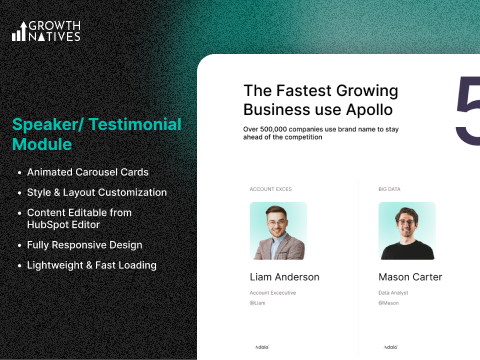 GROWTH
NATIVES
Speaker/ Testimonial
Module
• Animated Carousel Cards
• Style & Layout Customization
• Content Editable from
HubSpot Editor
• Fully Responsive Design
• Lightweight & Fast Loading
The Fastest Growing
Business use Apollo
Over 500,000 companies use brand name to stay
ahead of the competition
5
ACCOUNT EXCES
Liam Anderson
Account Excecutive
@Liam
Adalo
BIG DATA
Mason Carter
Data Analyst
@Mason
Adalo